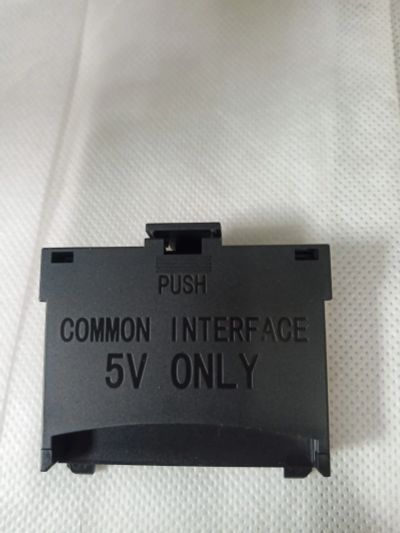 PUSH
COMMON INTERFACE
5V ONLY